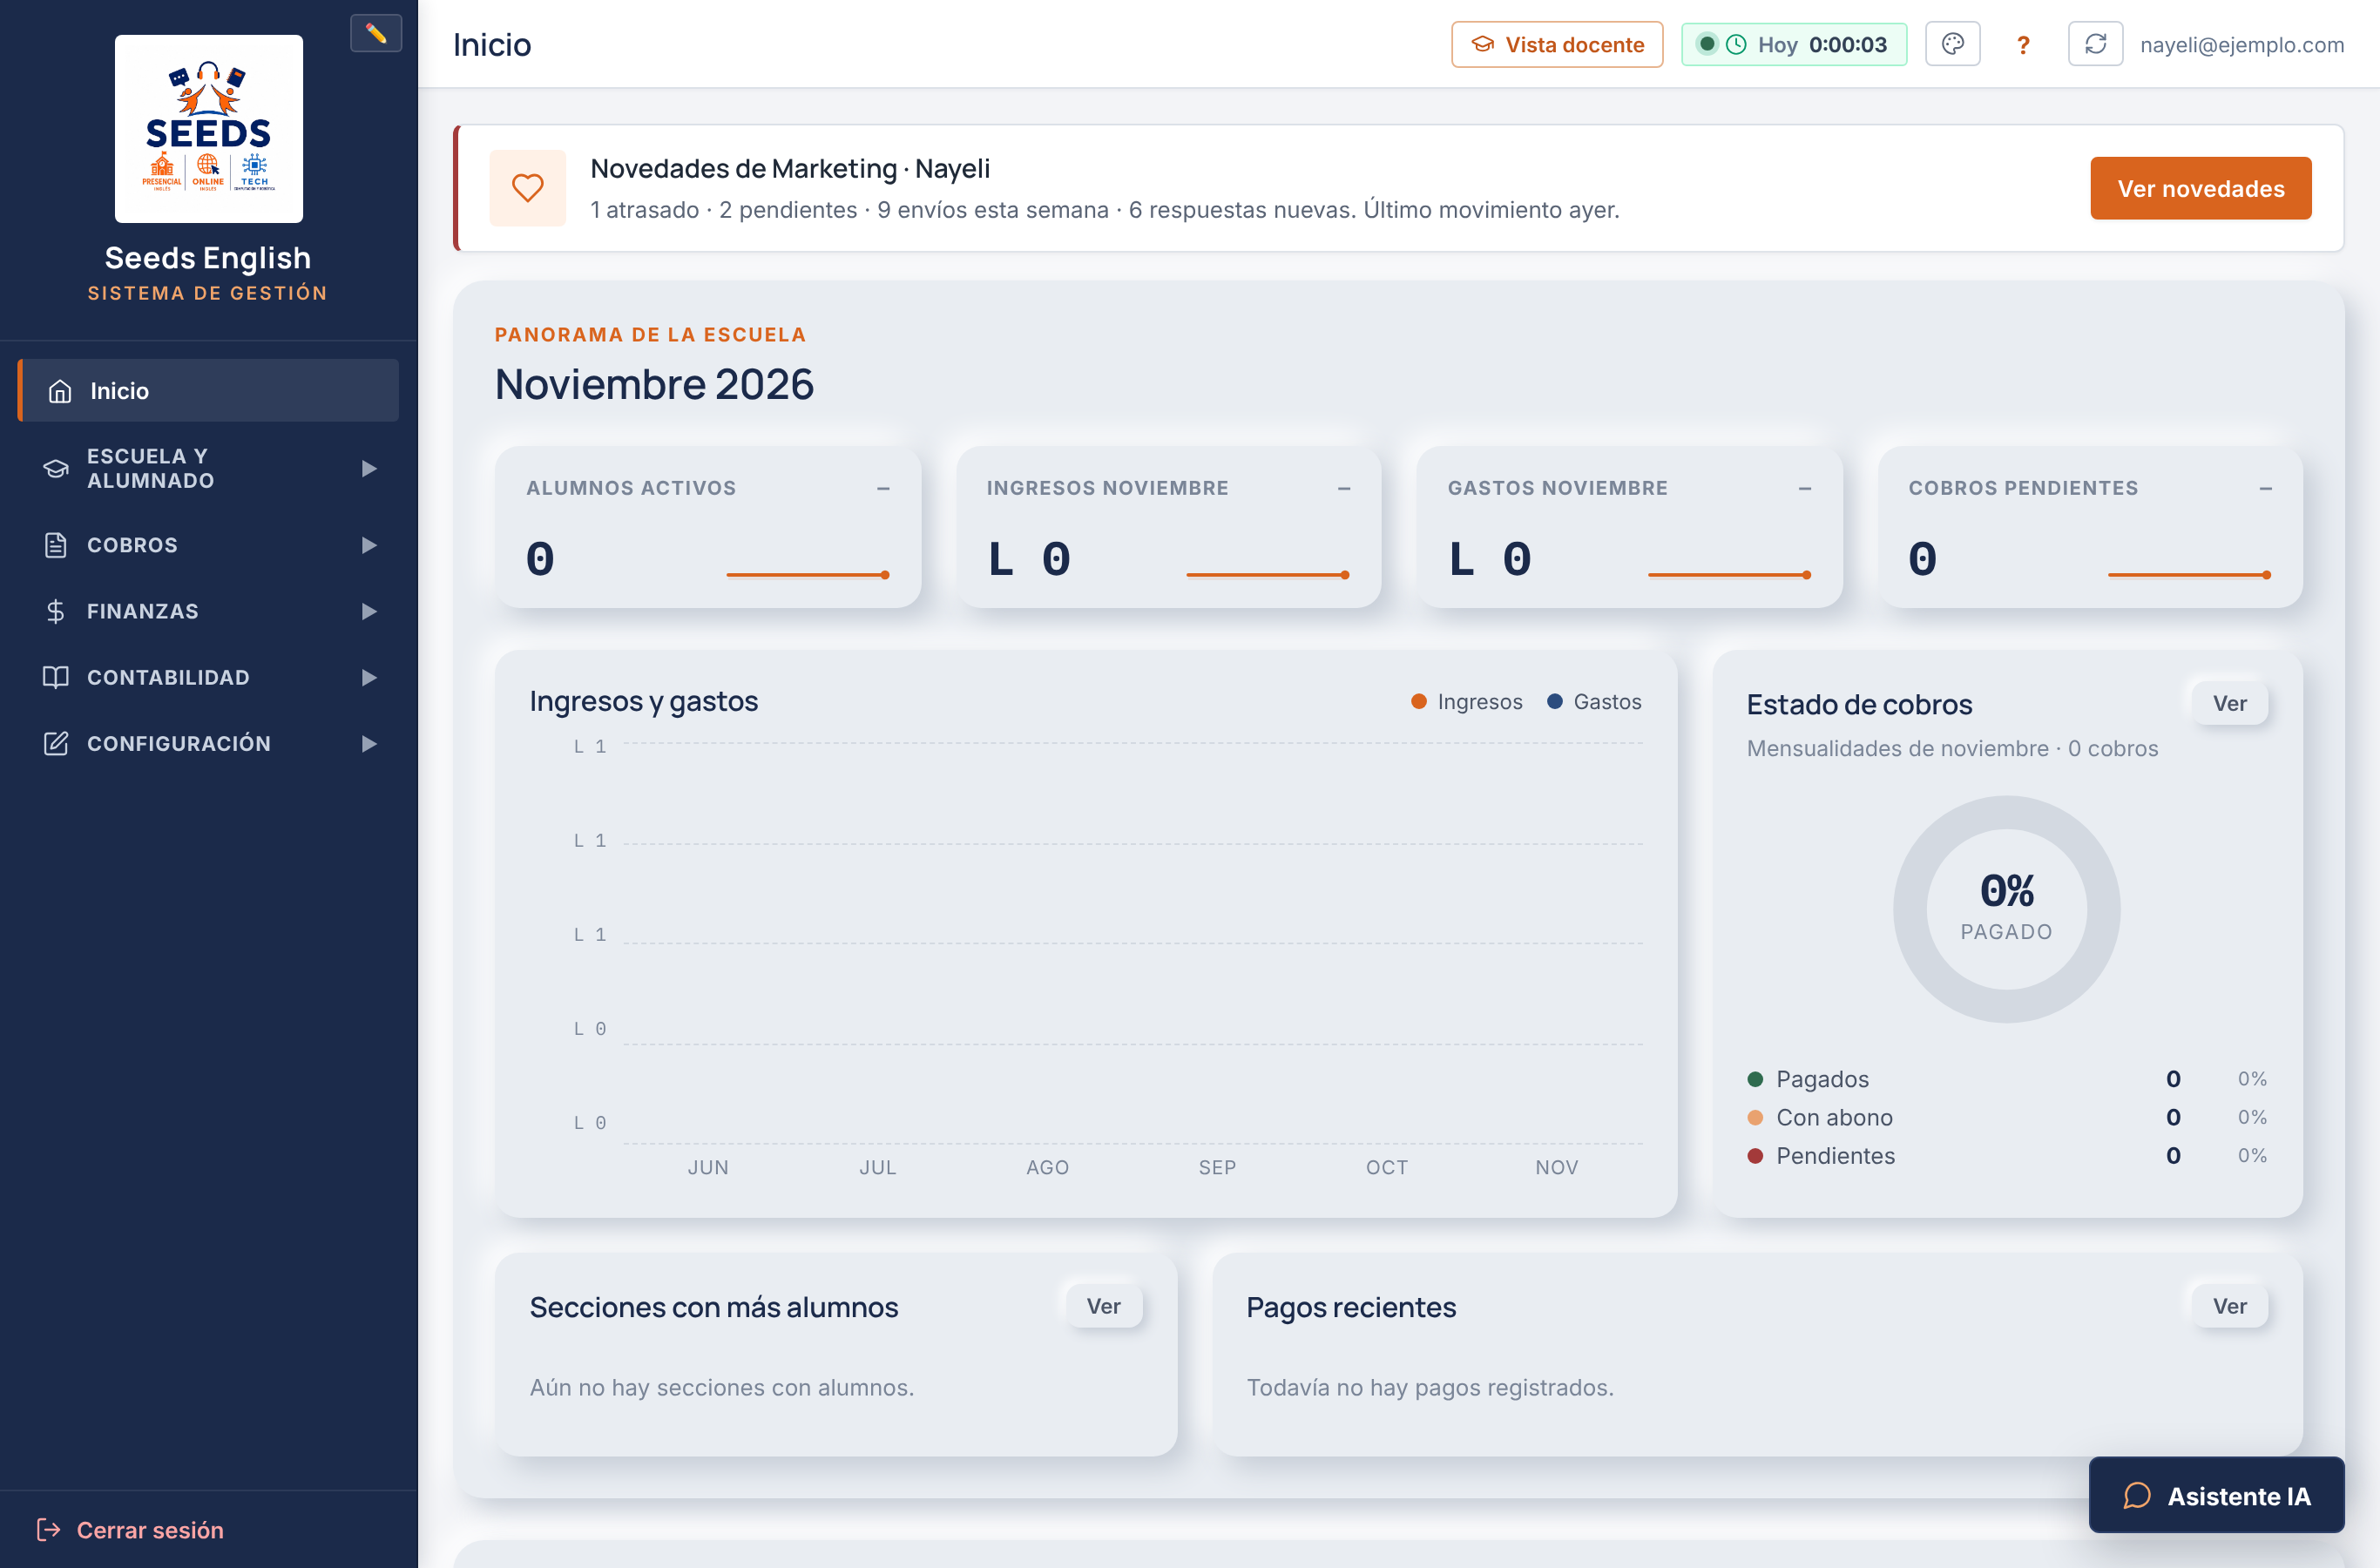 SEEDS
PRESENCIAL
INGLÉS
ONLINE
INGLÉS
TECH
Seeds English
SISTEMA DE GESTIÓN
Inicio
ESCUELA Y
ALUMNADO
COBROS
FINANZAS
CONTABILIDAD
CONFIGURACIÓN
Cerrar sesión
Inicio
Vista docente
Hoy 0:00:03
?
nayeli@ejemplo.com
Novedades de Marketing · Nayeli
1 atrasado · 2 pendientes · 9 envíos esta semana · 6 respuestas nuevas. Último movimiento ayer.
Ver novedades
PANORAMA DE LA ESCUELA
Noviembre 2026
ALUMNOS ACTIVOS –
0
INGRESOS NOVIEMBRE –
L 0
GASTOS NOVIEMBRE –
L 0
COBROS PENDIENTES –
0
Ingresos y gastos
Ingresos
Gastos
L 1
L 1
L 1
L 0
L 0
JUN JUL AGO SEP OCT NOV
Estado de cobros
Ver
Mensualidades de noviembre · 0 cobros
0%
PAGADO
Pagados 0 0%
Con abono 0 0%
Pendientes 0 0%
Secciones con más alumnos
Ver
Aún no hay secciones con alumnos.
Pagos recientes
Ver
Todavía no hay pagos registrados.
Asistente IA